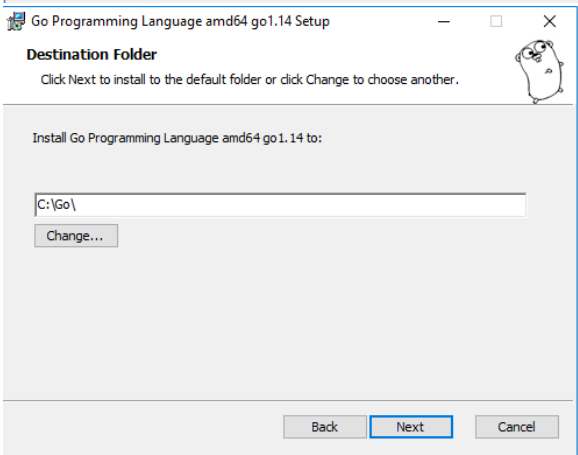 Go Programming Language amd64 go1.14 Setup
Destination Folder
Click Next to install to the default folder or click Change to choose another.
Install Go Programming Language amd64 go1.14 to:
C:\Go\
Change...
Back Next Cancel